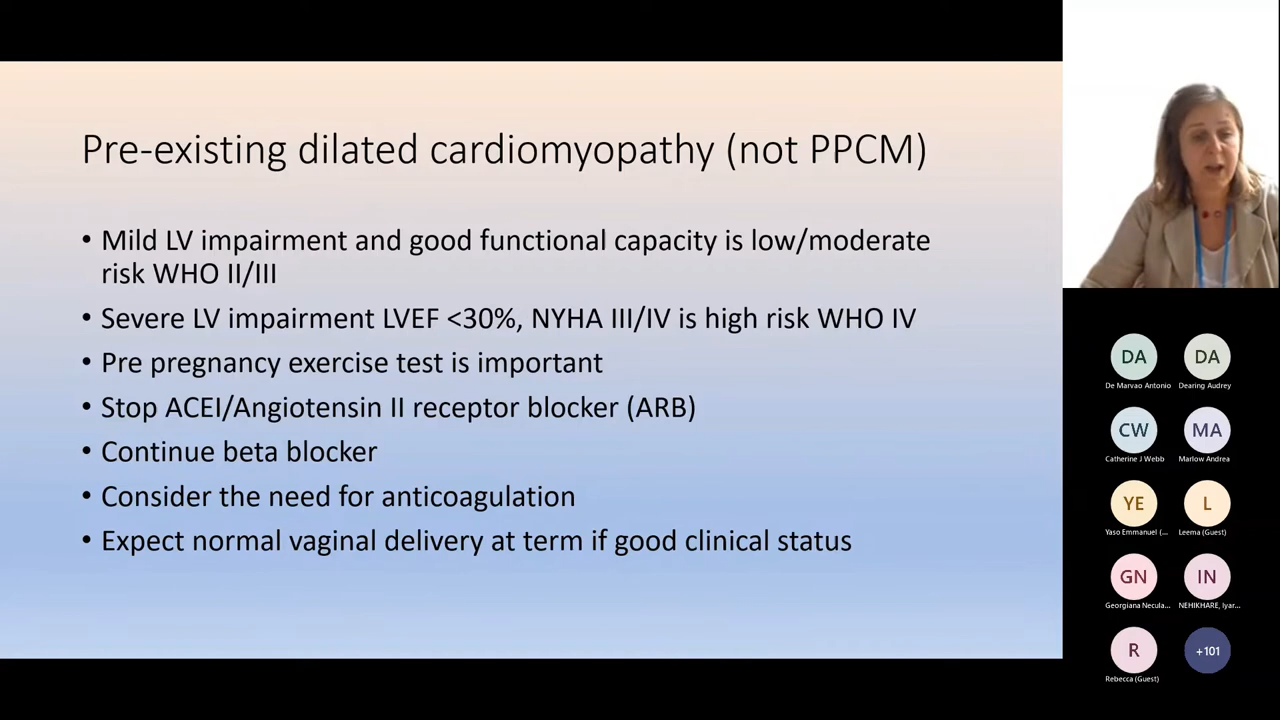 Pre-existing dilated cardiomyopathy (not PPCM)
• Mild LV impairment and good functional capacity is low/moderate
risk WHO II/III
• Severe LV impairment LVEF <30%, NYHA III/IV is high risk WHO IV
• Pre pregnancy exercise test is important
• Stop ACEI/Angiotensin II receptor blocker (ARB)
• Continue beta blocker
• Consider the need for anticoagulation
• Expect normal vaginal delivery at term if good clinical status
DA DA
De Marvao Antonio Dearing Audrey
CW MA
Catherine J Webb Marlow Andrea
YE L
Yaso Emmanuel (... Leema (Guest)
GN IN
Georgiana Necula... NEHIKHARE, Iyar...
R +101
Rebecca (Guest)